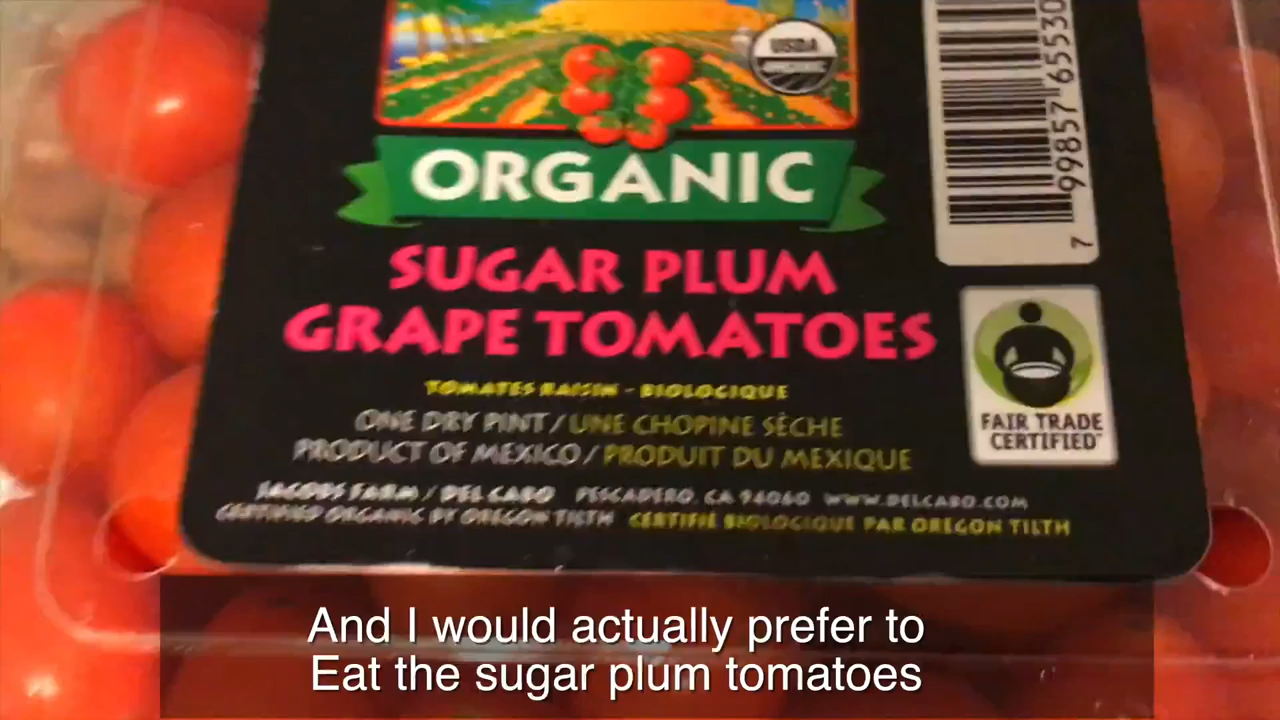 USDA
ORGANIC
ORGANIC
SUGAR PLUM
GRAPE TOMATOES
TOMATES RAISIN - BIOLOGIQUE
ONE DRY PINT / UNE CHOPINE SÈCHE
PRODUCT OF MEXICO / PRODUIT DU MEXIQUE
JACOBS FARM / DEL CABO PESCADERO, CA 94060 WWW.DELCABO.COM
CERTIFIED ORGANIC BY OREGON TILTH CERTIFIÉ BIOLOGIQUE PAR OREGON TILTH
7 99857 65530
FAIR TRADE
CERTIFIED™
And I would actually prefer to
Eat the sugar plum tomatoes